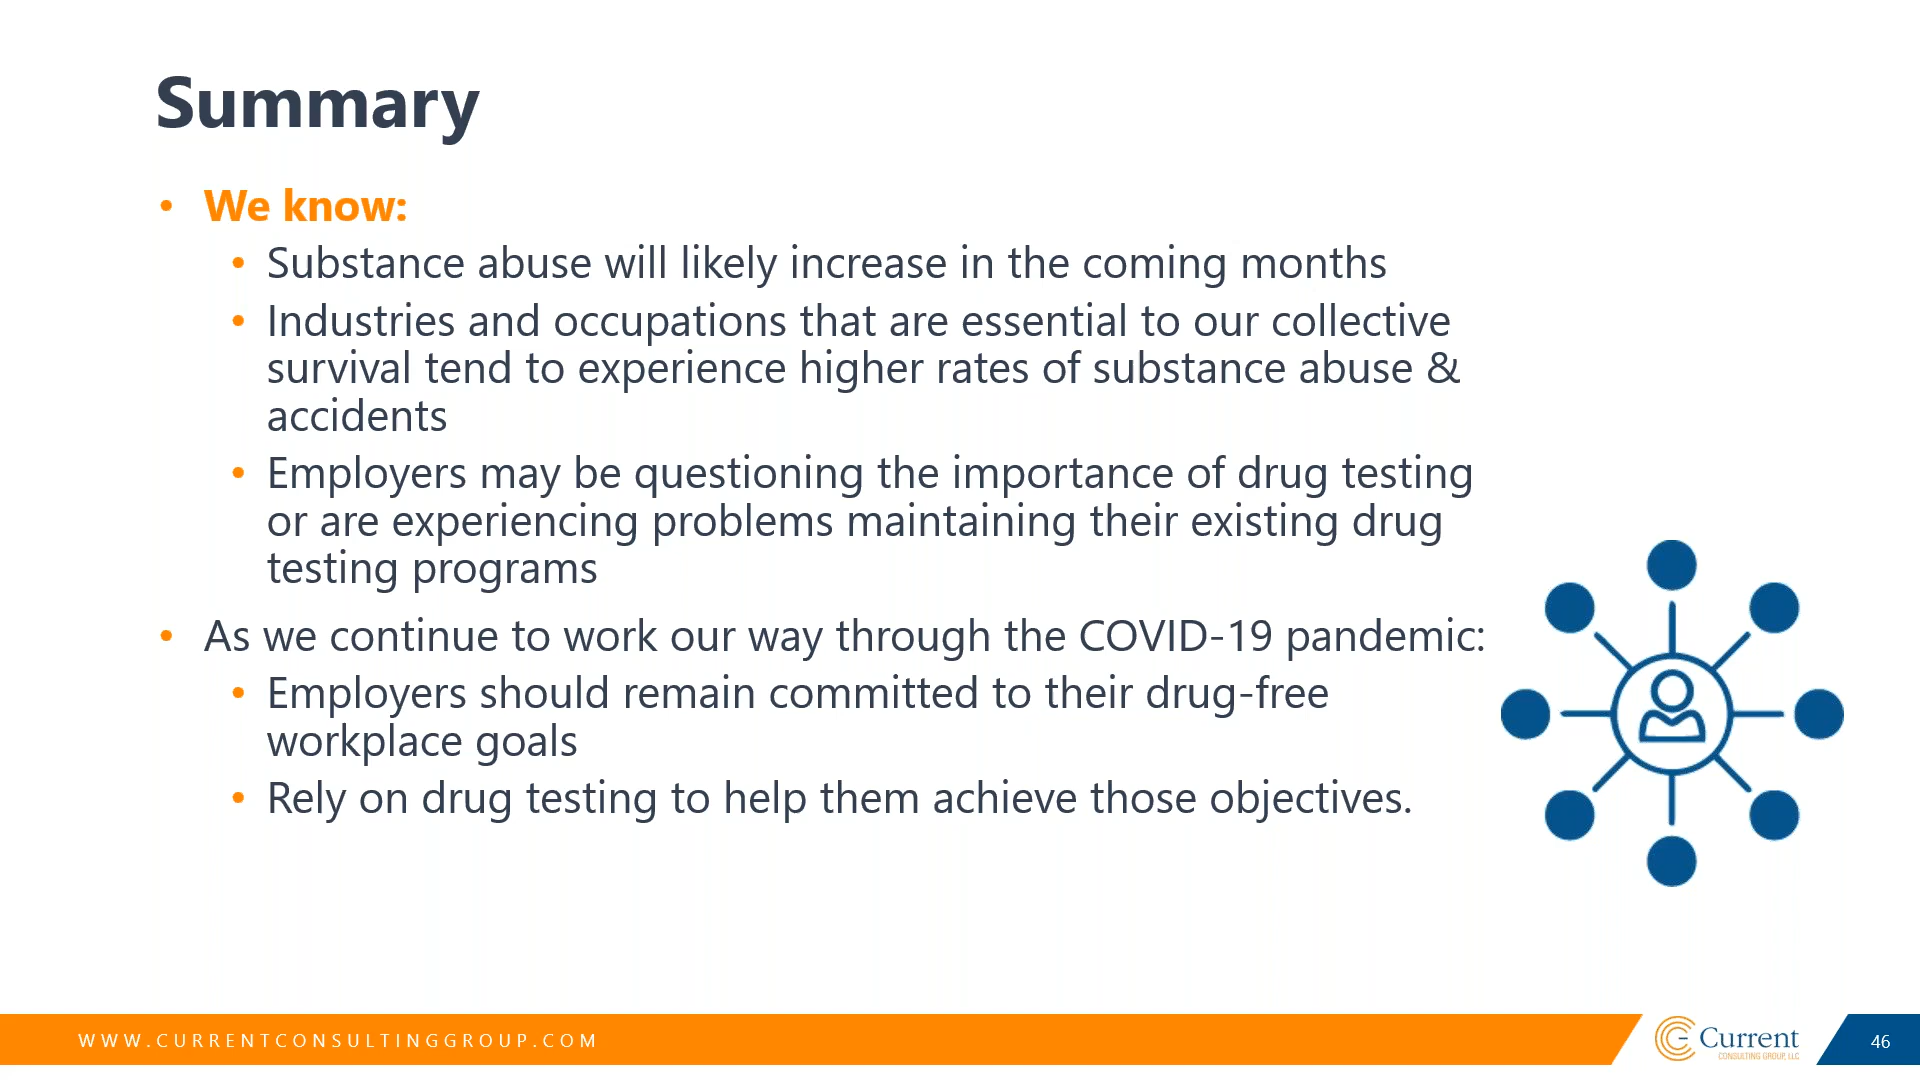 Summary
• We know:
• Substance abuse will likely increase in the coming months
• Industries and occupations that are essential to our collective
survival tend to experience higher rates of substance abuse &
accidents
• Employers may be questioning the importance of drug testing
or are experiencing problems maintaining their existing drug
testing programs
• As we continue to work our way through the COVID-19 pandemic:
• Employers should remain committed to their drug-free
workplace goals
• Rely on drug testing to help them achieve those objectives.
WWW.CURRENTCONSULTINGGROUP.COM
Current
CONSULTING GROUP, LLC
46